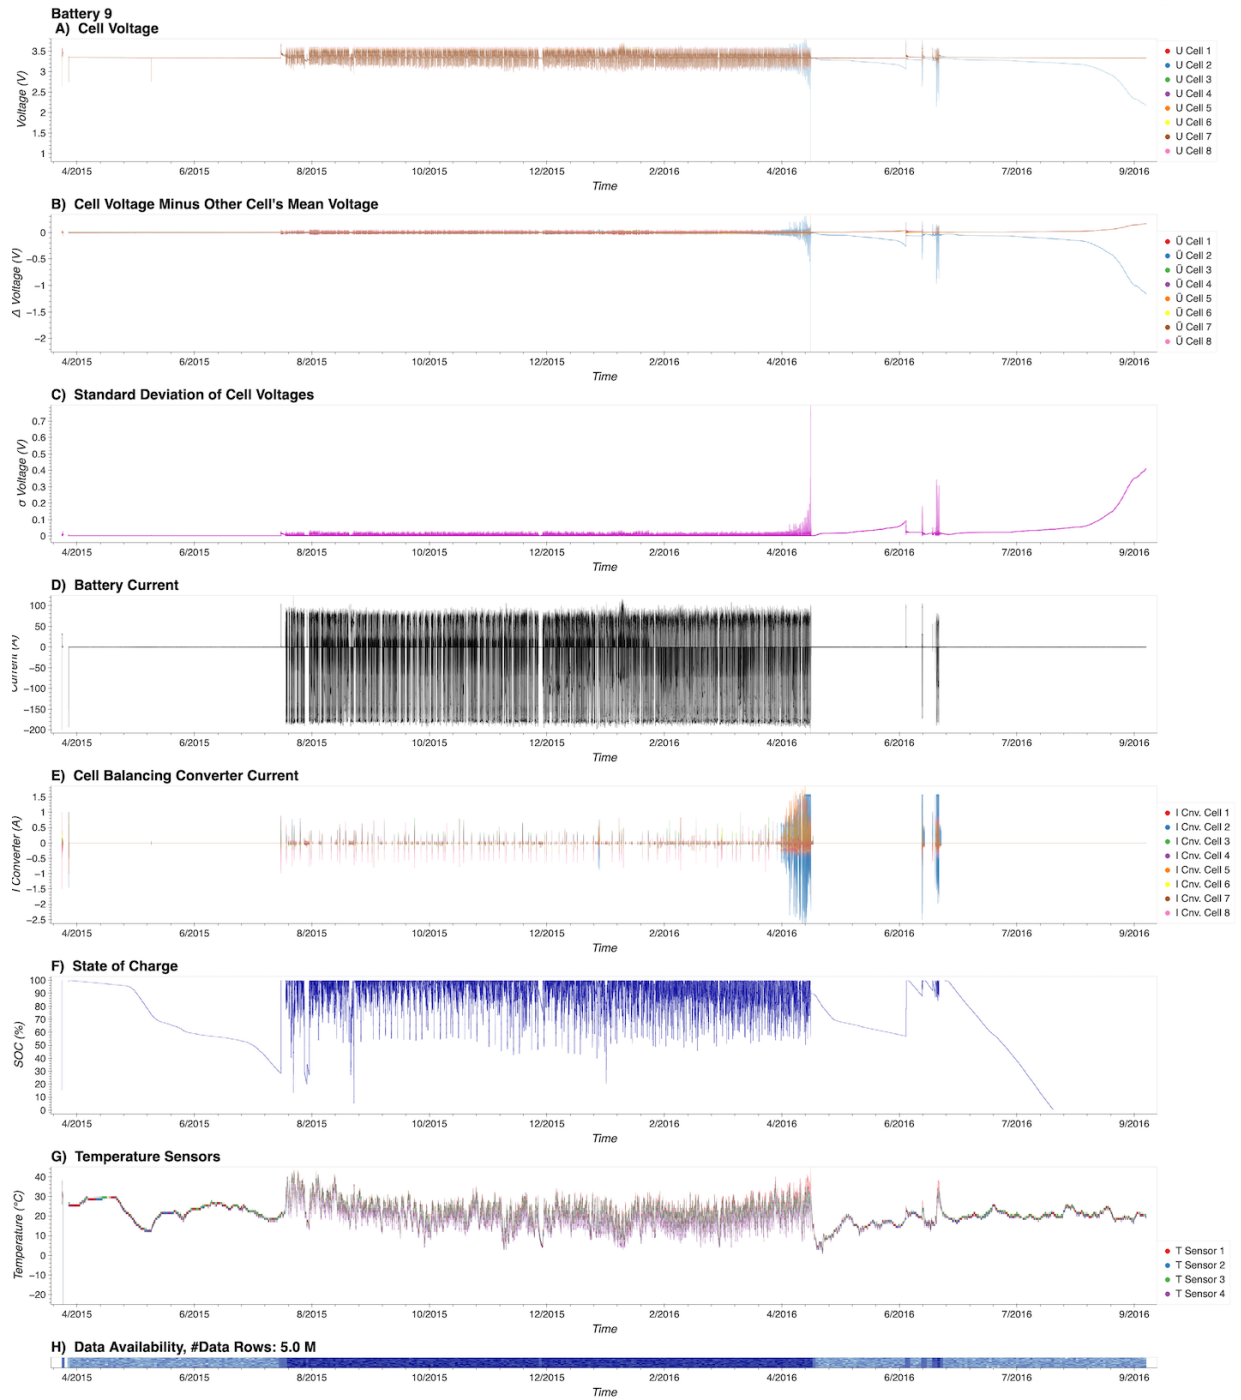 Battery 9
A) Cell Voltage
3.5
3
2.5
2
1.5
1
Voltage (V)
4/2015 6/2015 8/2015 10/2015 12/2015 2/2016 4/2016 6/2016 7/2016 9/2016
Time
U Cell 1
U Cell 2
U Cell 3
U Cell 4
U Cell 5
U Cell 6
U Cell 7
U Cell 8
B) Cell Voltage Minus Other Cell's Mean Voltage
0
−0.5
−1
−1.5
−2
Δ Voltage (V)
4/2015 6/2015 8/2015 10/2015 12/2015 2/2016 4/2016 6/2016 7/2016 9/2016
Time
Ū Cell 1
Ū Cell 2
Ū Cell 3
Ū Cell 4
Ū Cell 5
Ū Cell 6
Ū Cell 7
Ū Cell 8
C) Standard Deviation of Cell Voltages
0.7
0.6
0.5
0.4
0.3
0.2
0.1
0
σ Voltage (V)
4/2015 6/2015 8/2015 10/2015 12/2015 2/2016 4/2016 6/2016 7/2016 9/2016
Time
D) Battery Current
100
50
0
−50
−100
−150
−200
Current (A)
4/2015 6/2015 8/2015 10/2015 12/2015 2/2016 4/2016 6/2016 7/2016 9/2016
Time
E) Cell Balancing Converter Current
1.5
1
0.5
0
−0.5
−1
−1.5
−2
−2.5
I Converter (A)
4/2015 6/2015 8/2015 10/2015 12/2015 2/2016 4/2016 6/2016 7/2016 9/2016
Time
I Cnv. Cell 1
I Cnv. Cell 2
I Cnv. Cell 3
I Cnv. Cell 4
I Cnv. Cell 5
I Cnv. Cell 6
I Cnv. Cell 7
I Cnv. Cell 8
F) State of Charge
100
90
80
70
60
50
40
30
20
10
0
SOC (%)
4/2015 6/2015 8/2015 10/2015 12/2015 2/2016 4/2016 6/2016 7/2016 9/2016
Time
G) Temperature Sensors
40
30
20
10
0
−10
−20
Temperature (°C)
4/2015 6/2015 8/2015 10/2015 12/2015 2/2016 4/2016 6/2016 7/2016 9/2016
Time
T Sensor 1
T Sensor 2
T Sensor 3
T Sensor 4
H) Data Availability, #Data Rows: 5.0 M
4/2015 6/2015 8/2015 10/2015 12/2015 2/2016 4/2016 6/2016 7/2016 9/2016
Time